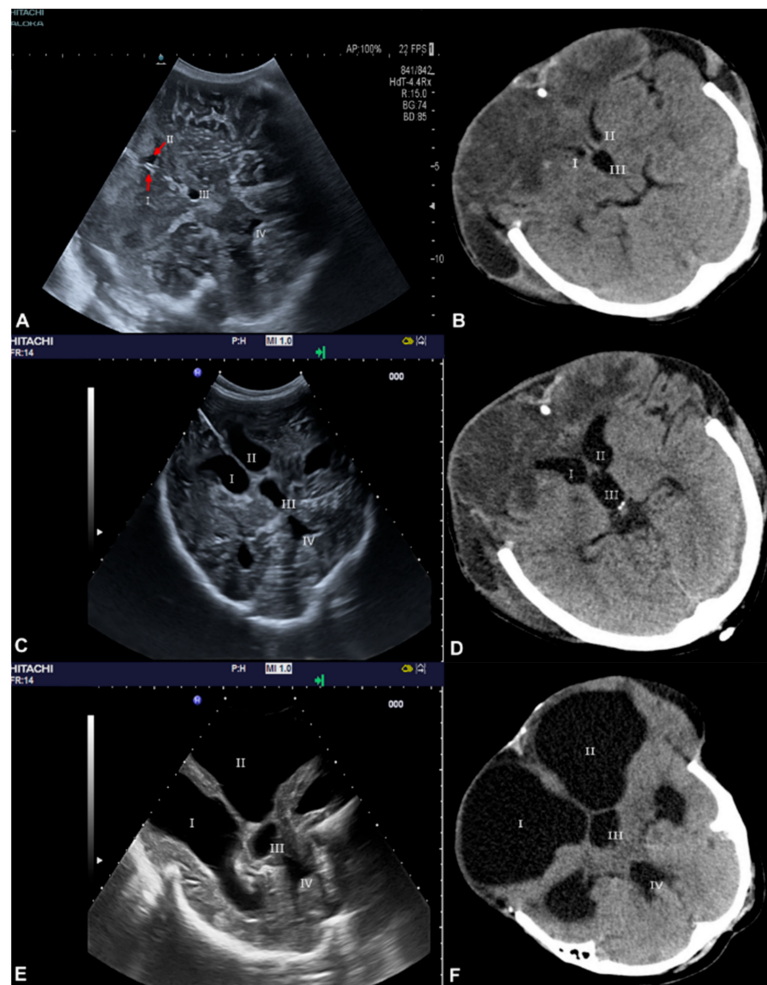 HITACHI
ALOKA
AP:100% 22 FPS
841/842
HdT-4.4Rx
R:15.0
BG:74
BD:85
5
10
II
I
III
IV
A
II
I
III
B
HITACHI
FR:14
P:H
MI 1.0
000
II
I
III
IV
C
II
I
III
D
HITACHI
FR:14
P:H
MI 1.0
000
II
I
III
IV
E
II
I
III
IV
F